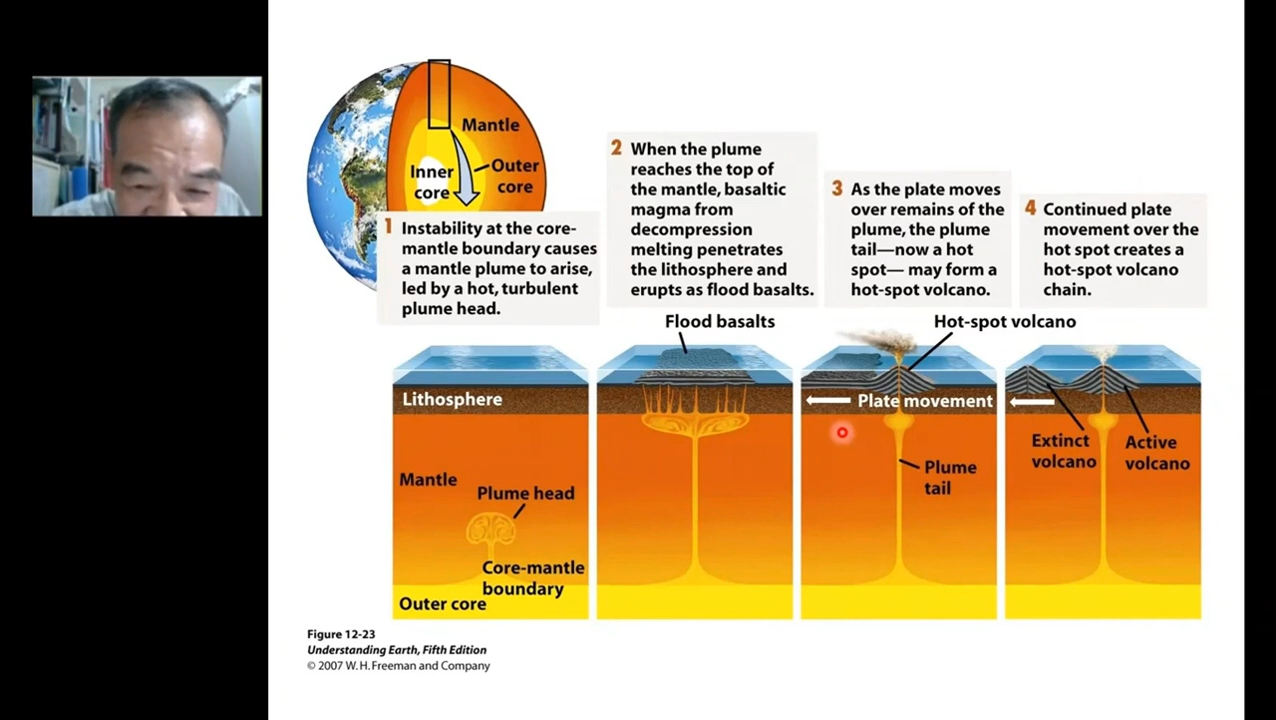 Mantle
Inner
core
Outer
core
1 Instability at the core-
mantle boundary causes
a mantle plume to arise,
led by a hot, turbulent
plume head.
2 When the plume
reaches the top of
the mantle, basaltic
magma from
decompression
melting penetrates
the lithosphere and
erupts as flood basalts.
3 As the plate moves
over remains of the
plume, the plume
tail—now a hot
spot— may form a
hot-spot volcano.
4 Continued plate
movement over the
hot spot creates a
hot-spot volcano
chain.
Flood basalts
Hot-spot volcano
Lithosphere
Plate movement
Mantle
Plume head
Core-mantle
boundary
Outer core
Plume
tail
Extinct
volcano
Active
volcano
Figure 12-23
Understanding Earth, Fifth Edition
© 2007 W. H. Freeman and Company